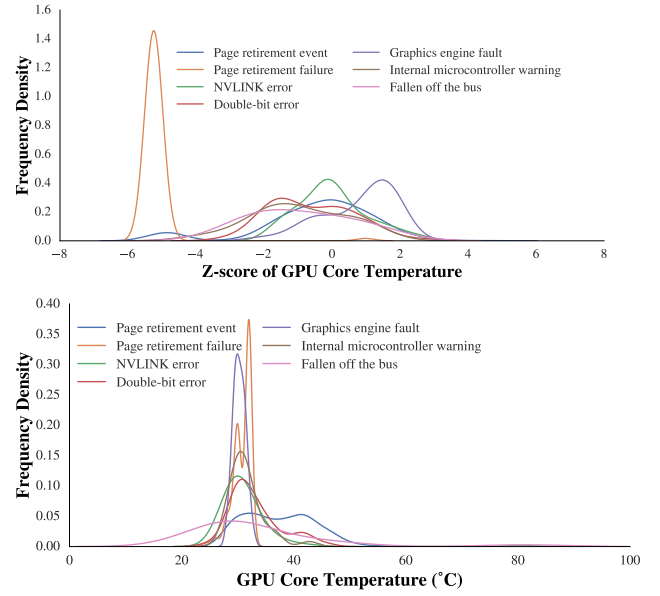 1.6
1.4
1.2
1.0
0.8
0.6
0.4
0.2
0.0
Frequency Density
Page retirement event
Page retirement failure
NVLINK error
Double-bit error
Graphics engine fault
Internal microcontroller warning
Fallen off the bus
−8 −6 −4 −2 0 2 4 6 8
Z-score of GPU Core Temperature
0.40
0.35
0.30
0.25
0.20
0.15
0.10
0.05
0.00
Frequency Density
Page retirement event
Page retirement failure
NVLINK error
Double-bit error
Graphics engine fault
Internal microcontroller warning
Fallen off the bus
0 20 40 60 80 100
GPU Core Temperature (˚C)